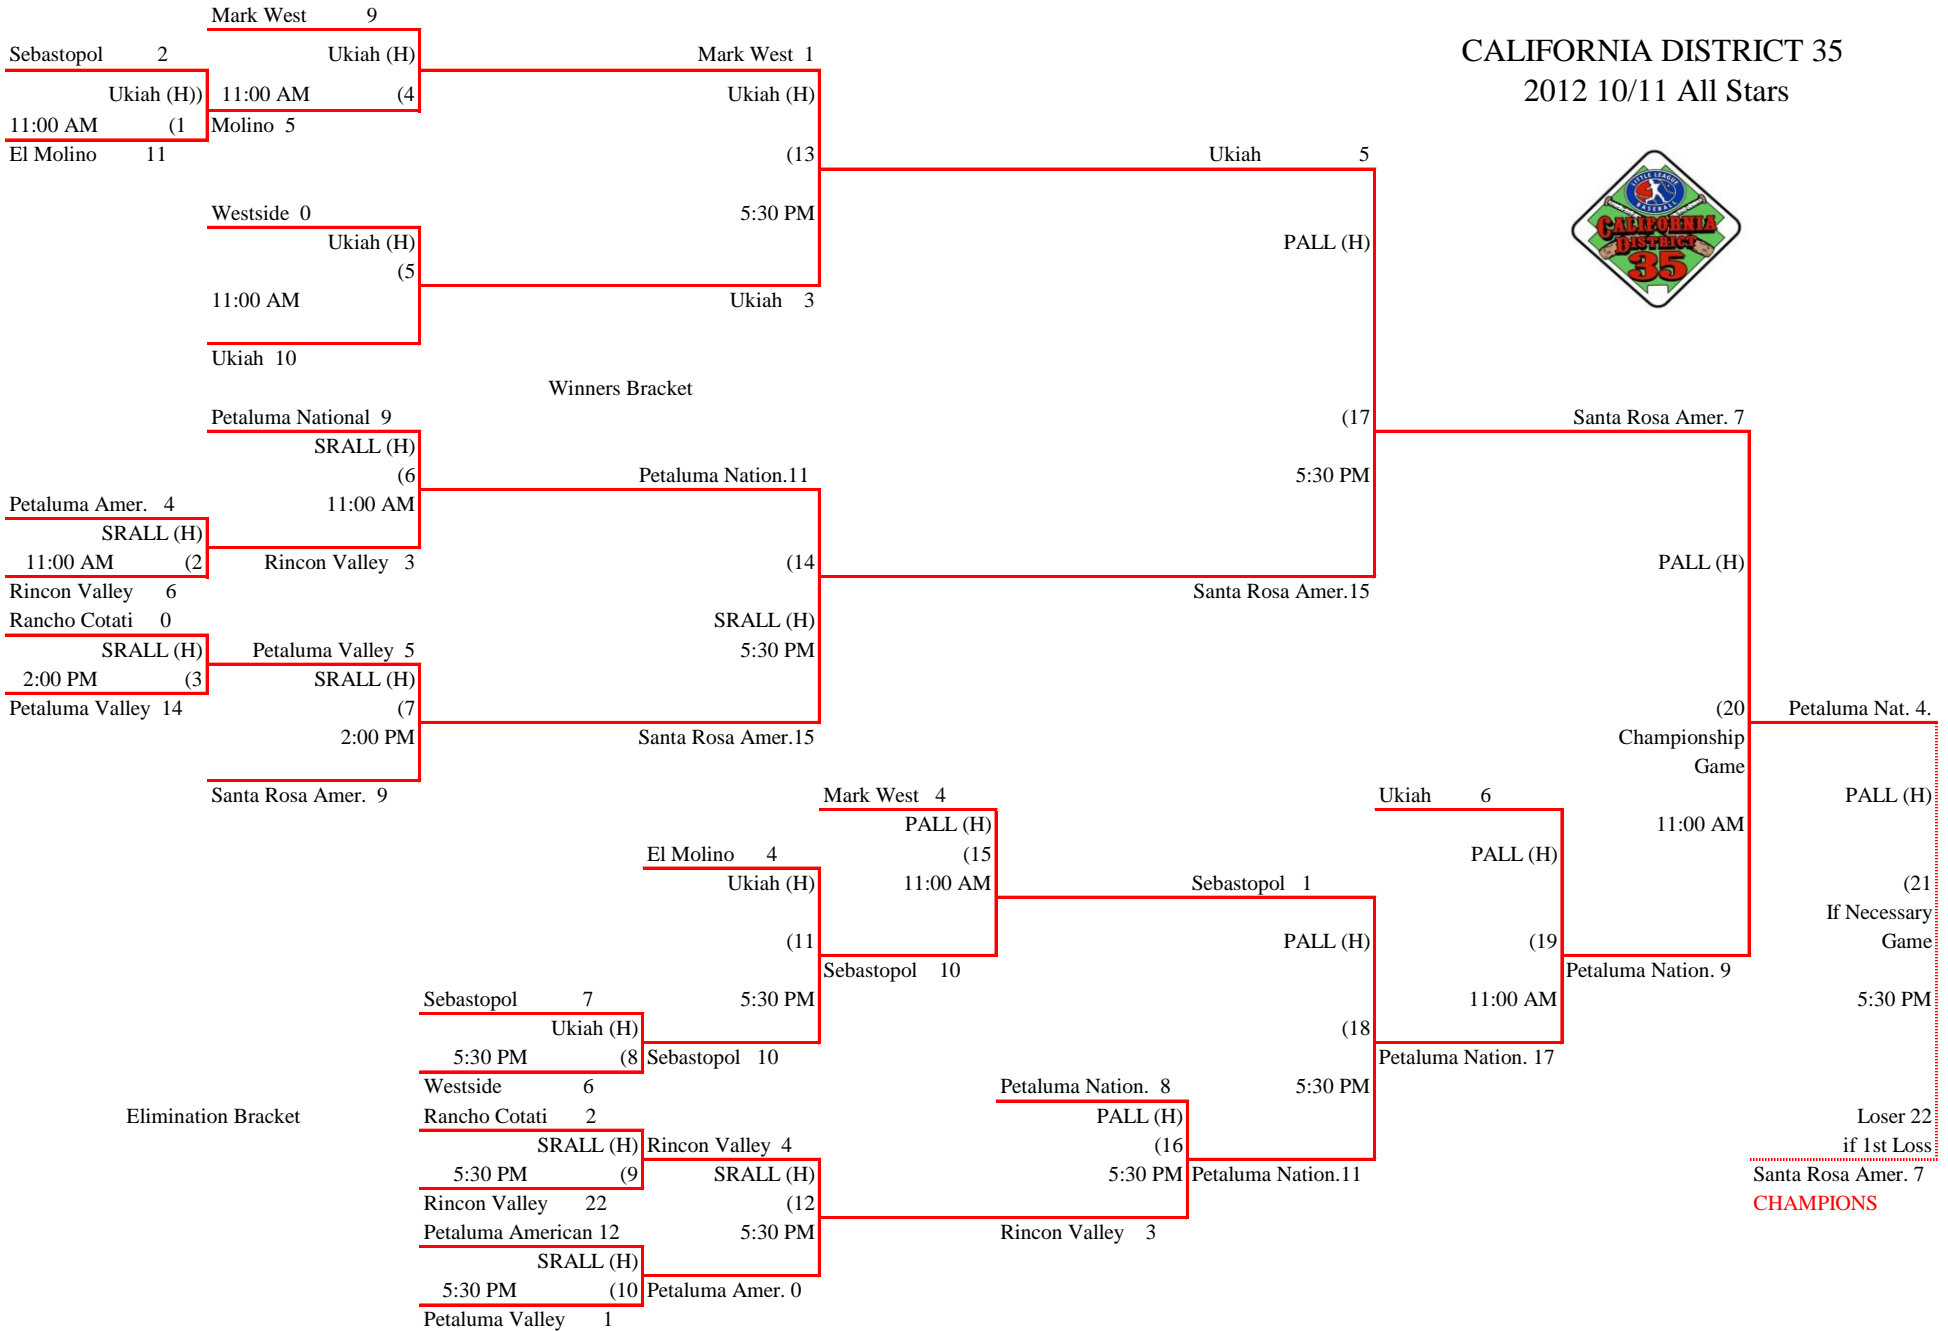 Mark West 9
Sebastopol 2
Ukiah (H)
Mark West 1
CALIFORNIA DISTRICT 35
2012 10/11 All Stars
Ukiah (H))
11:00 AM (4
Ukiah (H)
11:00 AM (1
Molino 5
El Molino 11
(13
Ukiah 5
LITTLE LEAGUE
BASEBALL
CALIFORNIA
DISTRICT
35
Westside 0
5:30 PM
Ukiah (H)
PALL (H)
(5
11:00 AM
Ukiah 3
Ukiah 10
Winners Bracket
Petaluma National 9
(17
Santa Rosa Amer. 7
SRALL (H)
(6
Petaluma Nation.11
5:30 PM
Petaluma Amer. 4
11:00 AM
SRALL (H)
11:00 AM (2
Rincon Valley 3
(14
PALL (H)
Rincon Valley 6
Santa Rosa Amer.15
Rancho Cotati 0
SRALL (H)
SRALL (H)
Petaluma Valley 5
5:30 PM
2:00 PM (3
SRALL (H)
Petaluma Valley 14
(7
(20
Petaluma Nat. 4.
2:00 PM
Santa Rosa Amer.15
Championship
Game
Santa Rosa Amer. 9
Mark West 4
Ukiah 6
PALL (H)
PALL (H)
11:00 AM
El Molino 4
(15
PALL (H)
Ukiah (H)
11:00 AM
Sebastopol 1
(21
If Necessary
(11
PALL (H)
(19
Game
Sebastopol 10
Petaluma Nation. 9
Sebastopol 7
5:30 PM
11:00 AM
5:30 PM
Ukiah (H)
(18
5:30 PM (8
Sebastopol 10
Petaluma Nation. 17
Westside 6
Petaluma Nation. 8
5:30 PM
Elimination Bracket
Rancho Cotati 2
PALL (H)
Loser 22
SRALL (H)
Rincon Valley 4
(16
if 1st Loss
5:30 PM (9
SRALL (H)
5:30 PM
Petaluma Nation.11
Santa Rosa Amer. 7
Rincon Valley 22
(12
CHAMPIONS
Petaluma American 12
5:30 PM
Rincon Valley 3
SRALL (H)
5:30 PM (10
Petaluma Amer. 0
Petaluma Valley 1